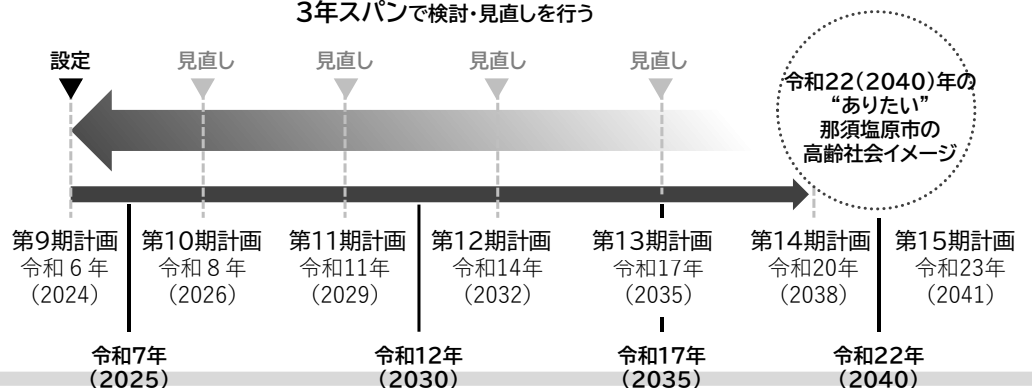 3年スパンで検討・見直しを行う
設定
見直し
見直し
見直し
見直し
令和22(2040)年の
“ありたい”
那須塩原市の
高齢社会イメージ
第9期計画
令和６年
(2024)
第10期計画
令和８年
(2026)
第11期計画
令和11年
(2029)
第12期計画
令和14年
(2032)
第13期計画
令和17年
(2035)
第14期計画
令和20年
(2038)
第15期計画
令和23年
(2041)
令和7年
(2025)
令和12年
(2030)
令和17年
(2035)
令和22年
(2040)